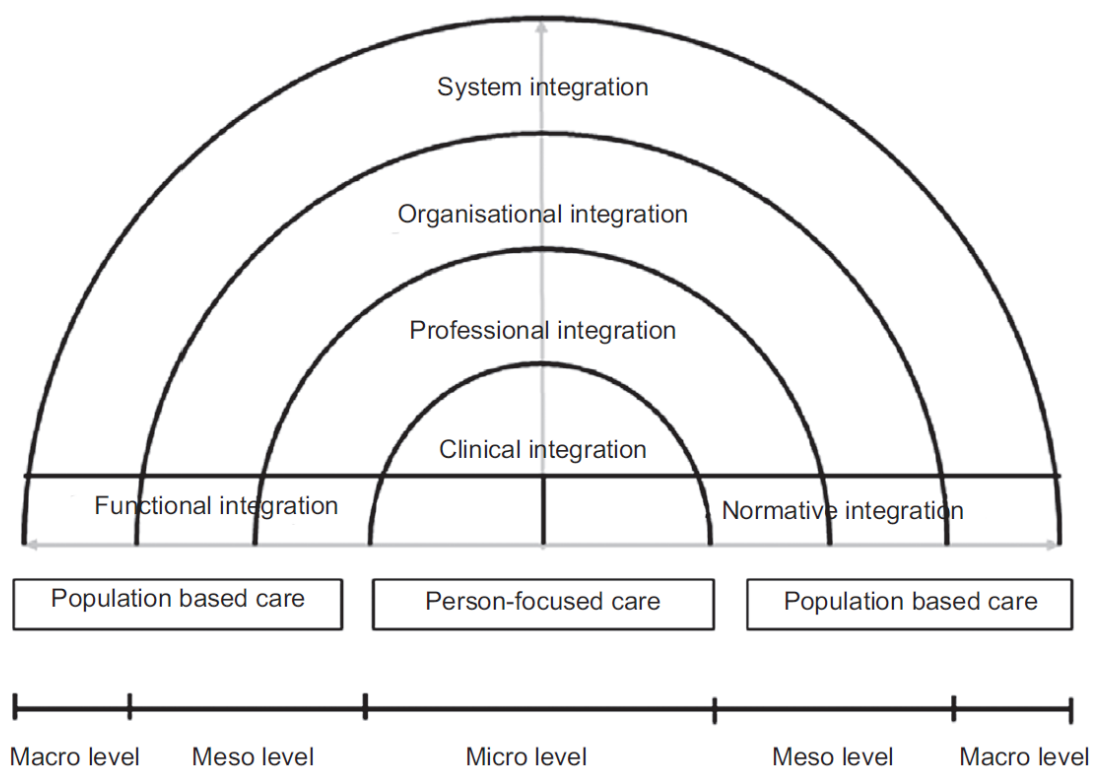 System integration
Organisational integration
Professional integration
Clinical integration
Functional integration
Normative integration
Population based care
Person-focused care
Population based care
Macro level
Meso level
Micro level
Meso level
Macro level